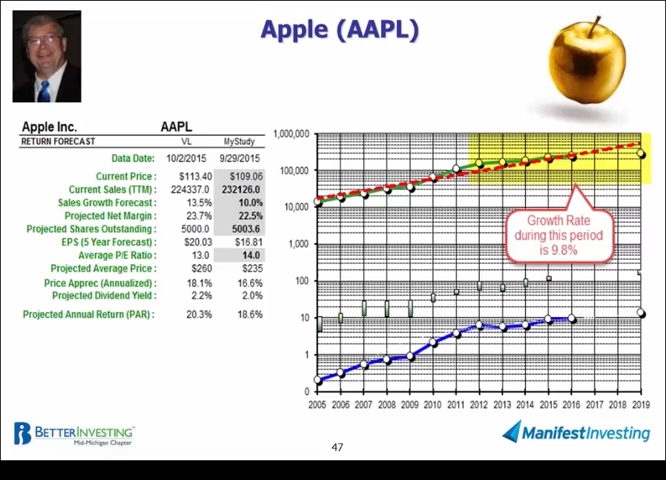 Apple (AAPL)
Apple Inc. AAPL
RETURN FORECAST VL MyStudy
Data Date: 10/2/2015 9/29/2015
Current Price: $113.40 $109.06
Current Sales (TTM): 224337.0 232126.0
Sales Growth Forecast: 13.5% 10.0%
Projected Net Margin: 23.7% 22.5%
Projected Shares Outstanding: 5000.0 5003.6
EPS (5 Year Forecast): $20.03 $16.81
Average P/E Ratio: 13.0 14.0
Projected Average Price: $260 $235
Price Apprec (Annualized): 18.1% 16.6%
Projected Dividend Yield: 2.2% 2.0%
Projected Annual Return (PAR): 20.3% 18.6%
1,000,000
100,000
10,000
1,000
100
10
1
0
2005 2006 2007 2008 2009 2010 2011 2012 2013 2014 2015 2016 2017 2018 2019
Growth Rate
during this period
is 9.8%
BETTERINVESTING™
Mid-Michigan Chapter
47
ManifestInvesting